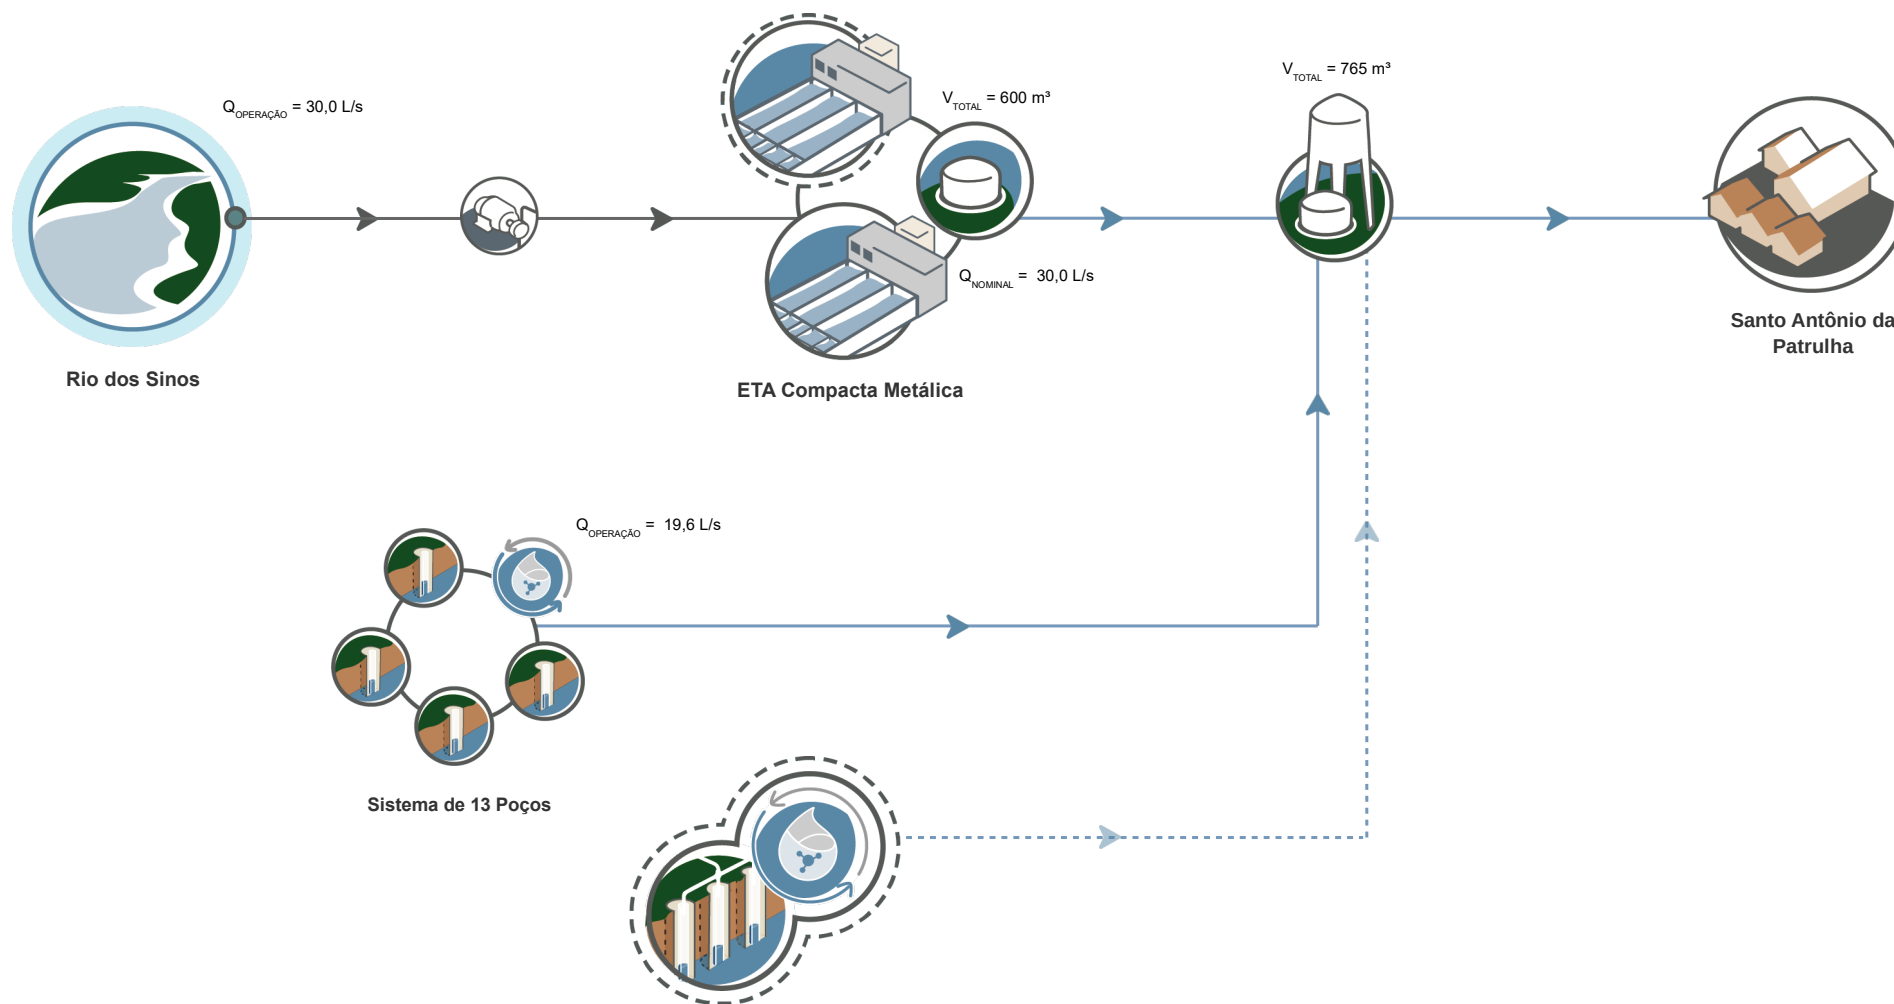 V TOTAL = 765 m³
V TOTAL = 600 m³
Q OPERAÇÃO = 30,0 L/s
Q NOMINAL = 30,0 L/s
Santo Antônio da
Patrulha
Rio dos Sinos
ETA Compacta Metálica
Q OPERAÇÃO = 19,6 L/s
Sistema de 13 Poços